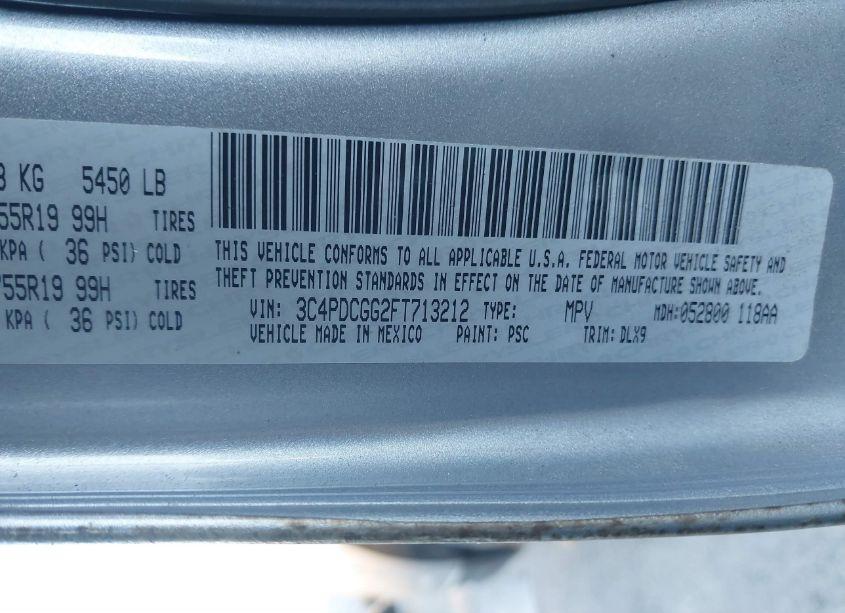 KG 5450 LB
55R19 99H TIRES
KPA ( 36 PSI) COLD
/55R19 99H TIRES
KPA ( 36 PSI) COLD
THIS VEHICLE CONFORMS TO ALL APPLICABLE U.S.A. FEDERAL MOTOR VEHICLE SAFETY AND
THEFT PREVENTION STANDARDS IN EFFECT ON THE DATE OF MANUFACTURE SHOWN ABOVE.
VIN: 3C4PDCGG2FT713212 TYPE: MPV MDH:052800 118AA
VEHICLE MADE IN MEXICO PAINT: PSC TRIM: DLX9